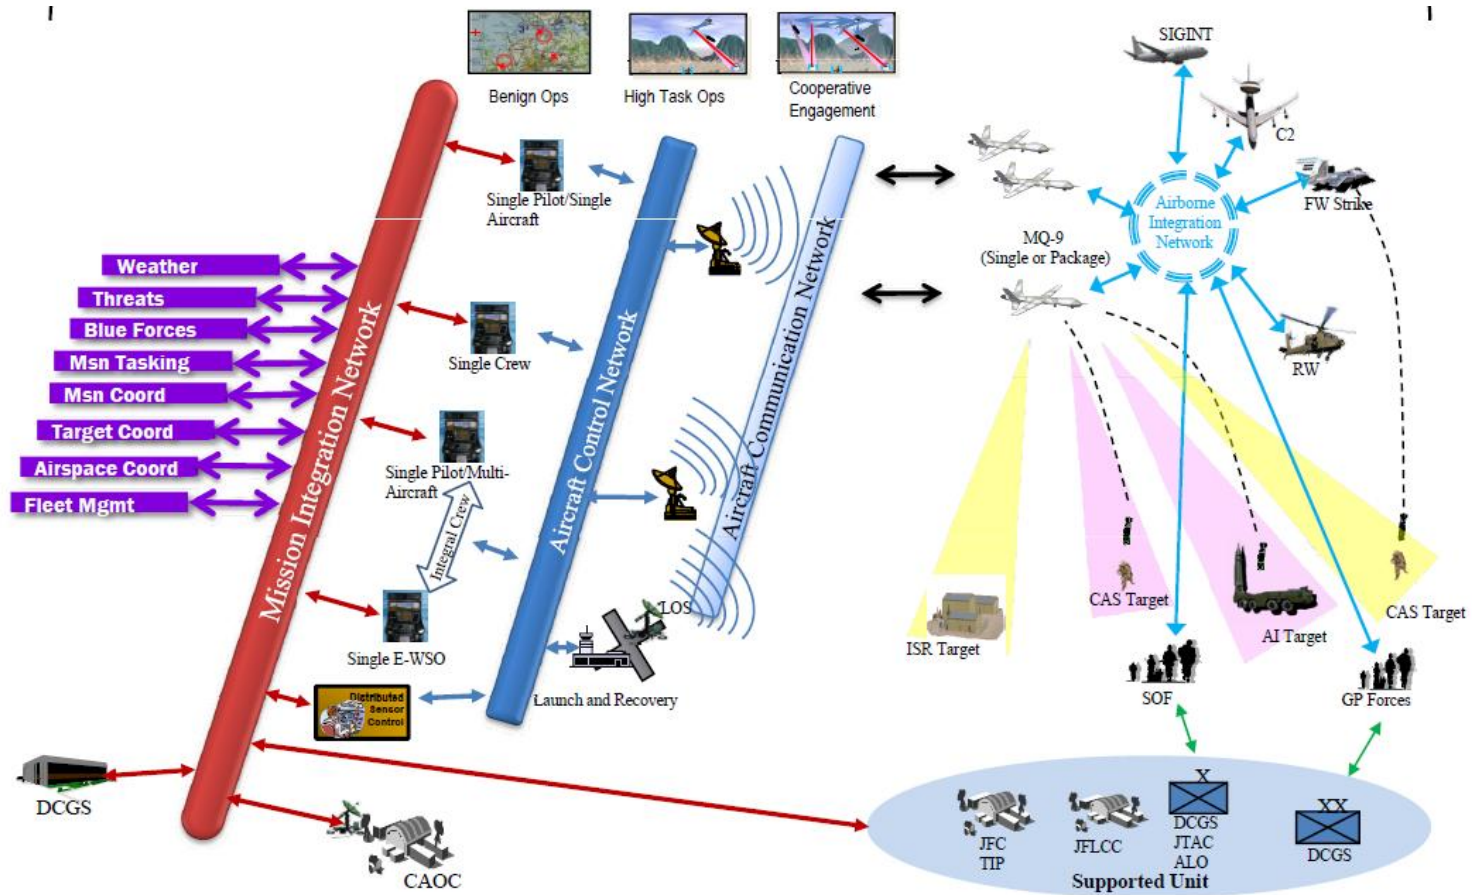 Benign Ops
High Task Ops
Cooperative
Engagement
SIGINT
C2
FW Strike
Airborne
Integration
Network
RW
MQ-9
(Single or Package)
Single Pilot/Single
Aircraft
Single Crew
Single Pilot/Multi-
Aircraft
Integral Crew
Single E-WSO
Distributed
Sensor
Control
Weather
Threats
Blue Forces
Msn Tasking
Msn Coord
Target Coord
Airspace Coord
Fleet Mgmt
Mission Integration Network
Aircraft Control Network
Aircraft Communication Network
LOS
Launch and Recovery
ISR Target
CAS Target
AI Target
CAS Target
SOF
GP Forces
DCGS
CAOC
JFC
TIP
JFLCC
X
DCGS
JTAC
ALO
XX
DCGS
Supported Unit